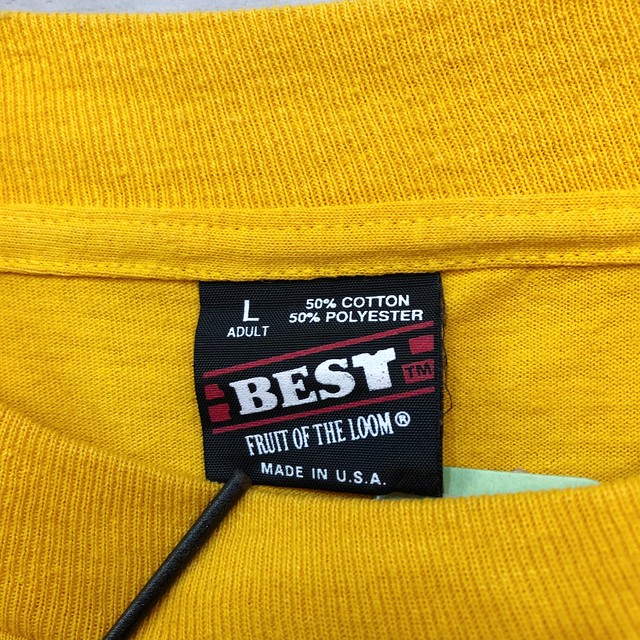 L
ADULT
50% COTTON
50% POLYESTER
BEST
TM
FRUIT OF THE LOOM®
MADE IN U.S.A.